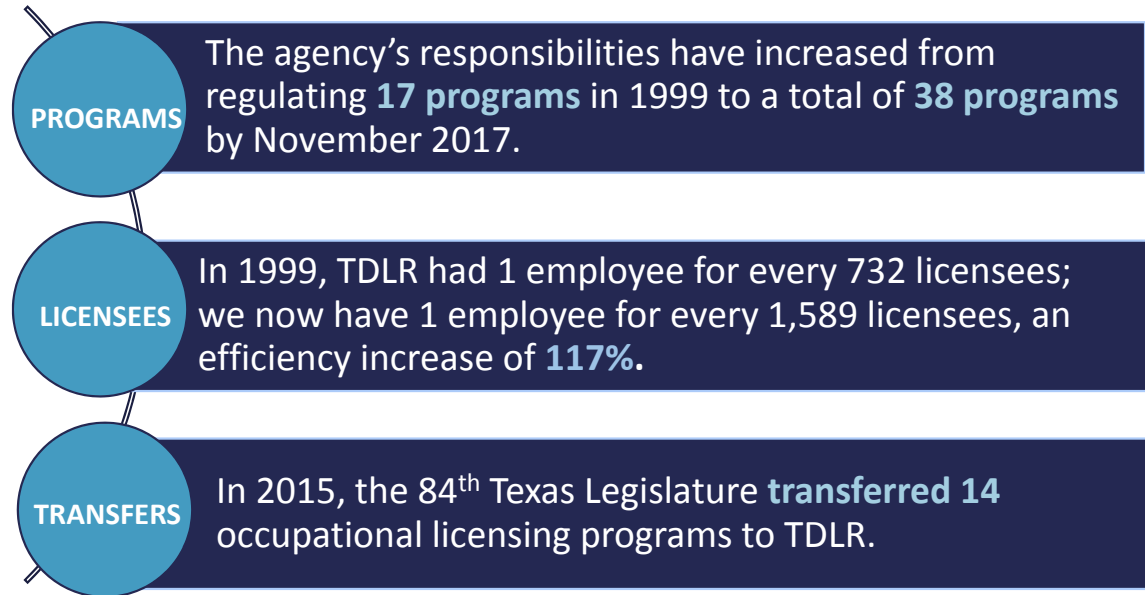 PROGRAMS
The agency’s responsibilities have increased from
regulating 17 programs in 1999 to a total of 38 programs
by November 2017.
LICENSEES
In 1999, TDLR had 1 employee for every 732 licensees;
we now have 1 employee for every 1,589 licensees, an
efficiency increase of 117%.
TRANSFERS
In 2015, the 84th Texas Legislature transferred 14
occupational licensing programs to TDLR.